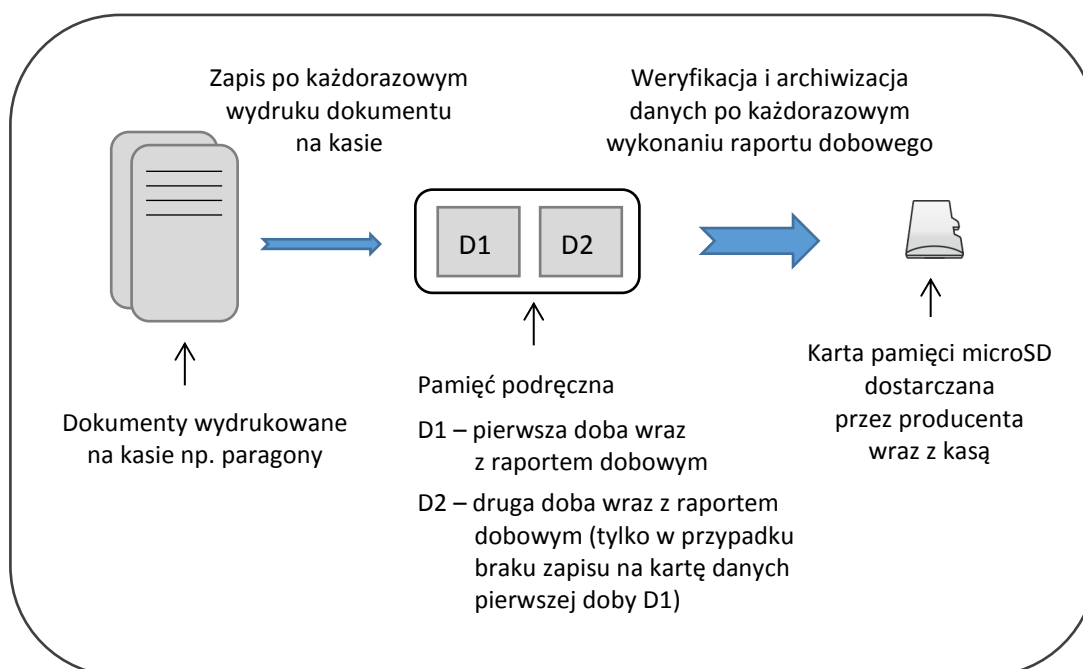 Zapis po każdorazowym
wydruku dokumentu
na kasie
Weryfikacja i archiwizacja
danych po każdorazowym
wykonaniu raportu dobowego
D1
D2
Dokumenty wydrukowane
na kasie np. paragony
Pamięć podręczna
D1 – pierwsza doba wraz
z raportem dobowym
D2 – druga doba wraz z raportem
dobowym (tylko w przypadku
braku zapisu na kartę danych
pierwszej doby D1)
Karta pamięci microSD
dostarczana
przez producenta
wraz z kasą